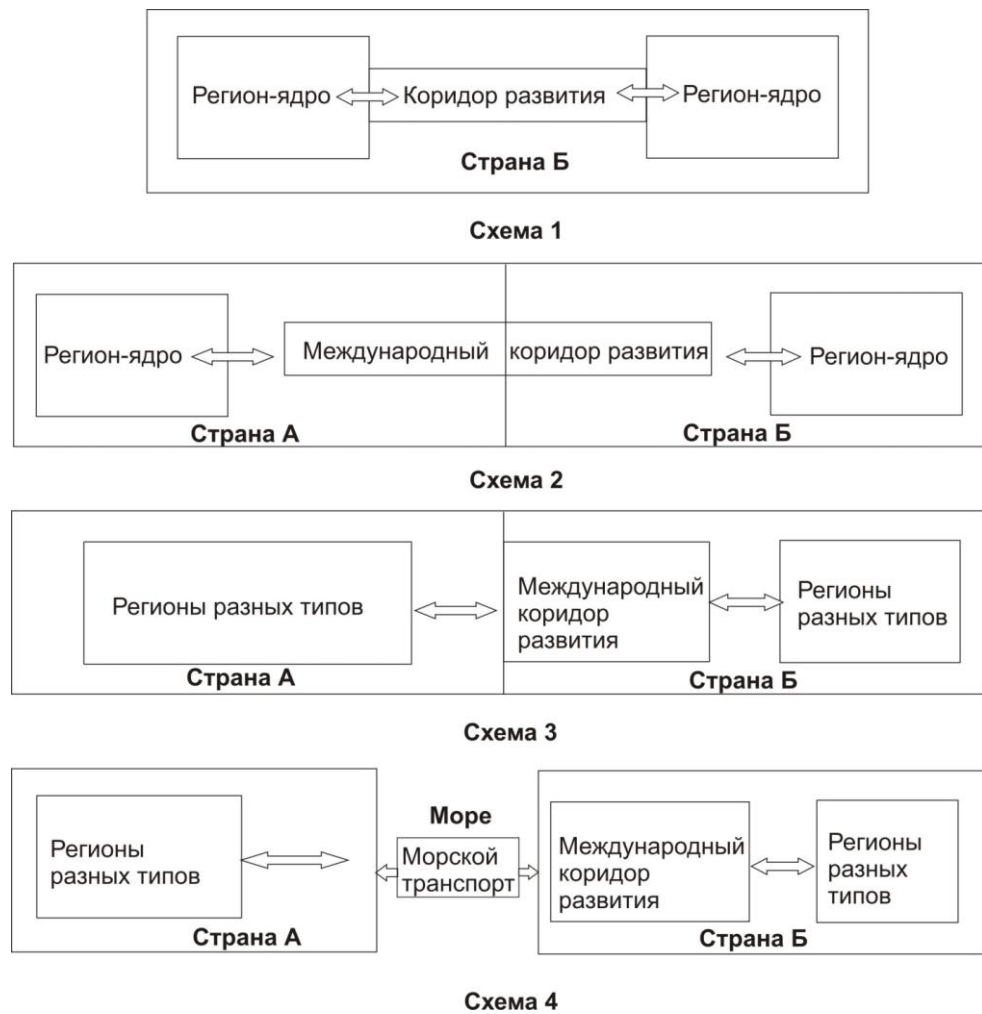 Регион-ядро Коридор развития Регион-ядро
Страна Б
Схема 1
Регион-ядро Международный коридор развития Регион-ядро
Страна А Страна Б
Схема 2
Регионы разных типов
Международный
коридор
развития
Регионы
разных типов
Страна А Страна Б
Схема 3
Регионы
разных типов
Море
Морской
транспорт
Международный
коридор
развития
Регионы
разных
типов
Страна А Страна Б
Схема 4